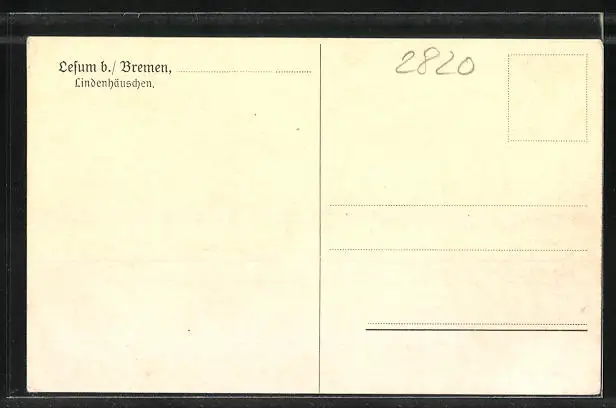 Lesum b./ Bremen,
Lindenhäuschen.
2820